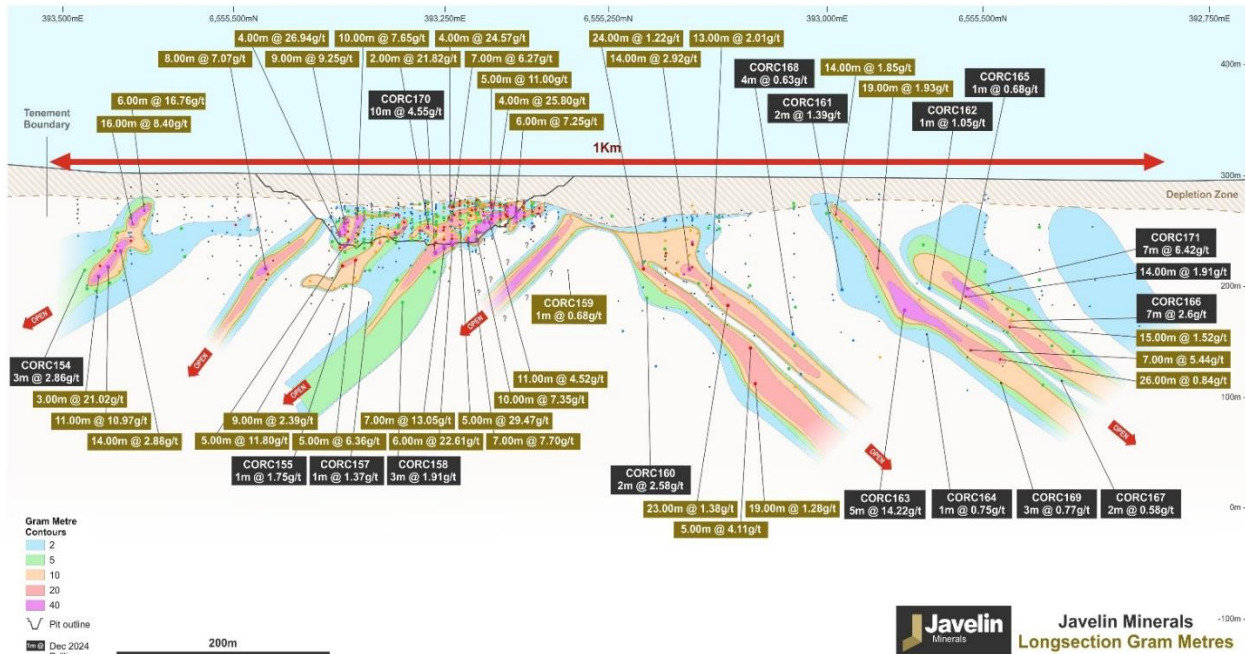 393,500mE
6,555,500mN
393,250mE
6,555,250mN
393,000mE
6,555,500mN
392,750mE
4.00m @ 26.94g/t
10.00m @ 7.65g/t
4.00m @ 24.57g/t
24.00m @ 1.22g/t
13.00m @ 2.01g/t
8.00m @ 7.07g/t
9.00m @ 9.25g/t
2.00m @ 21.82g/t
7.00m @ 6.27g/t
14.00m @ 2.92g/t
CORC168
4m @ 0.63g/t
14.00m @ 1.85g/t
CORC165
1m @ 0.68g/t
400m
5.00m @ 11.00g/t
19.00m @ 1.93g/t
6.00m @ 16.76g/t
CORC170
10m @ 4.55g/t
4.00m @ 25.80g/t
CORC161
2m @ 1.39g/t
CORC162
1m @ 1.05g/t
Tenement
Boundary
16.00m @ 8.40g/t
6.00m @ 7.25g/t
1Km
300m
Depletion Zone
?
?
?
?
?
?
CORC171
7m @ 6.42g/t
14.00m @ 1.91g/t
200m
CORC159
1m @ 0.68g/t
CORC166
7m @ 2.6g/t
OPEN
OPEN
OPEN
OPEN
15.00m @ 1.52g/t
7.00m @ 5.44g/t
26.00m @ 0.84g/t
CORC154
3m @ 2.86g/t
3.00m @ 21.02g/t
11.00m @ 10.97g/t
14.00m @ 2.88g/t
11.00m @ 4.52g/t
10.00m @ 7.35g/t
100m
9.00m @ 2.39g/t
7.00m @ 13.05g/t
5.00m @ 29.47g/t
5.00m @ 11.80g/t
5.00m @ 6.36g/t
6.00m @ 22.61g/t
7.00m @ 7.70g/t
OPEN
OPEN
CORC155
1m @ 1.75g/t
CORC157
1m @ 1.37g/t
CORC158
3m @ 1.91g/t
CORC160
2m @ 2.58g/t
CORC163
5m @ 14.22g/t
CORC164
1m @ 0.75g/t
CORC169
3m @ 0.77g/t
CORC167
2m @ 0.58g/t
0m
23.00m @ 1.38g/t
19.00m @ 1.28g/t
5.00m @ 4.11g/t
Gram Metre
Contours
2
5
10
20
40
Pit outline
1m @
Dec 2024
200m
Javelin
Minerals
Javelin Minerals
Longsection Gram Metres
-100m